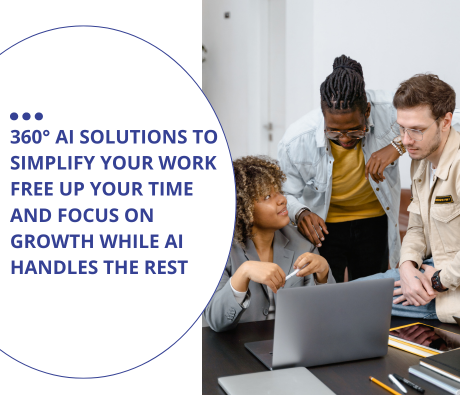 360° AI SOLUTIONS TO
SIMPLIFY YOUR WORK
FREE UP YOUR TIME
AND FOCUS ON
GROWTH WHILE AI
HANDLES THE REST